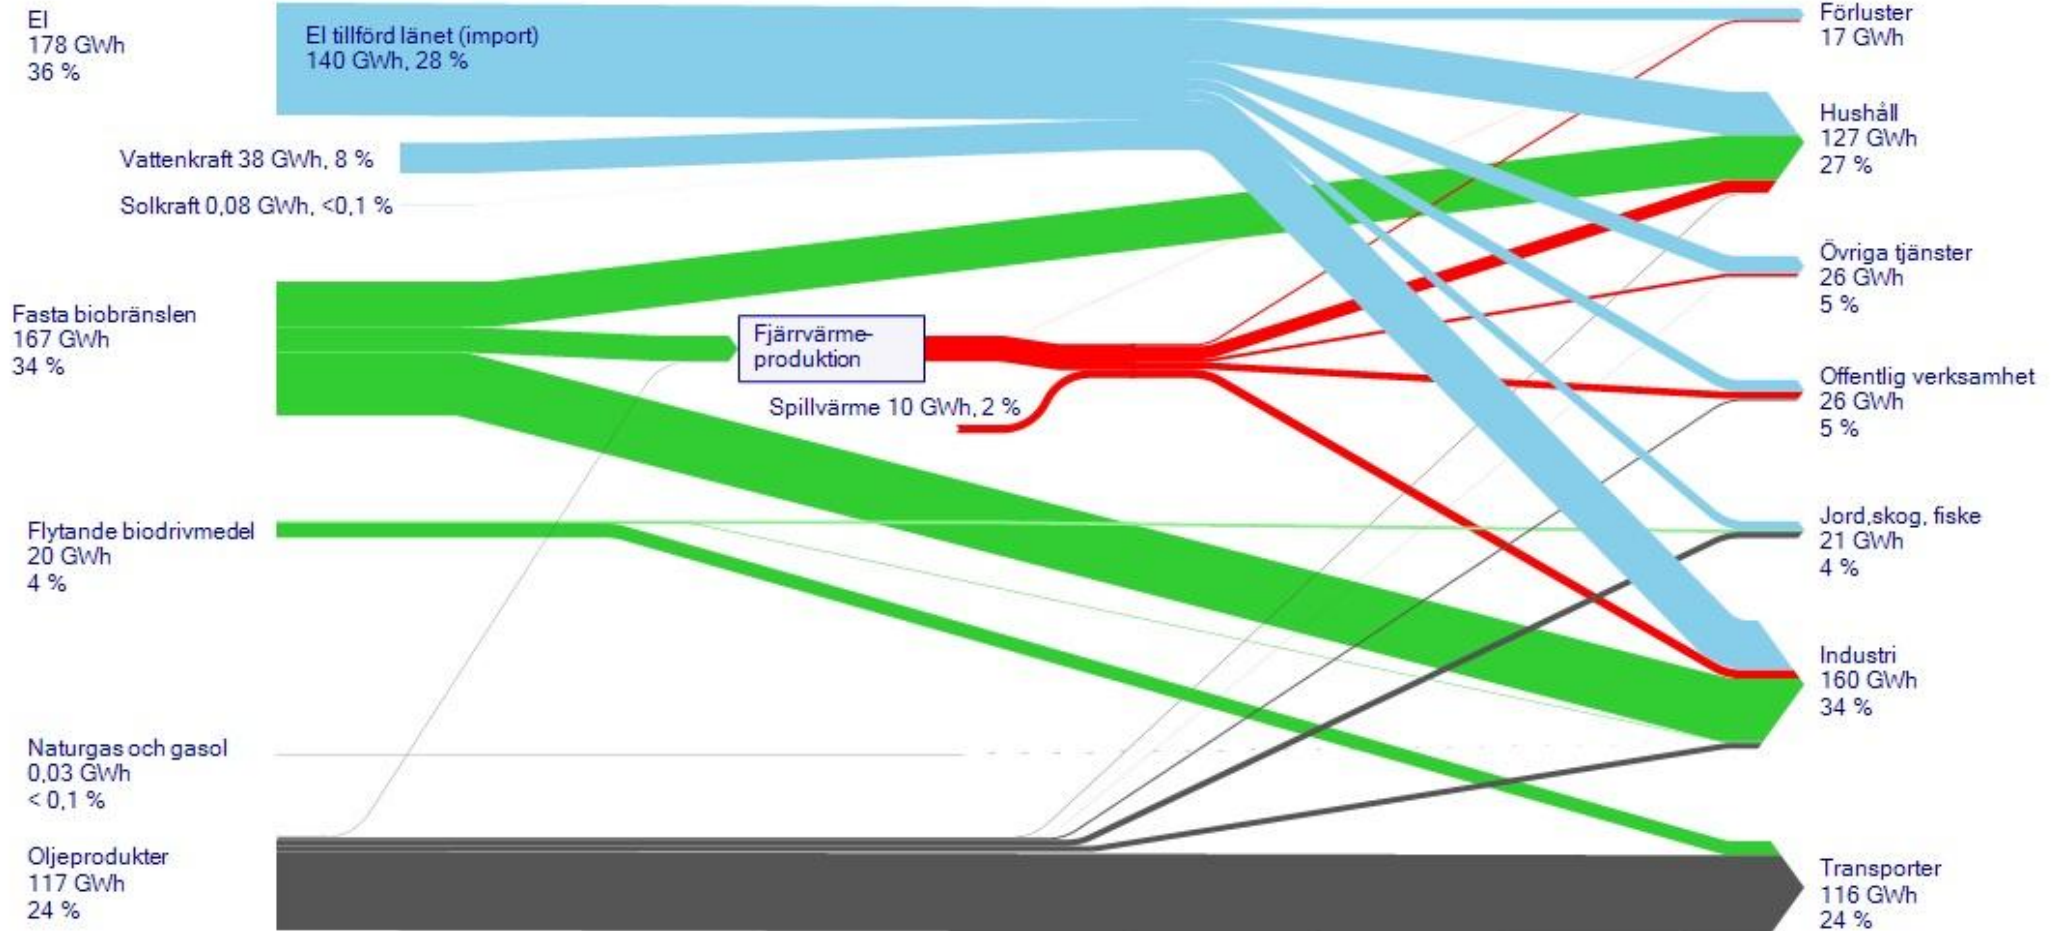 El
178 GWh
36 %
El tillförd länet (import)
140 GWh, 28 %
Vattenkraft 38 GWh, 8 %
Solkraft 0,08 GWh, <0,1 %
Fasta biobränslen
167 GWh
34 %
Fjärrvärme-
produktion
Spillvärme 10 GWh, 2 %
Flytande biodrivmedel
20 GWh
4 %
Naturgas och gasol
0,03 GWh
< 0,1 %
Oljeprodukter
117 GWh
24 %
Förluster
17 GWh
Hushåll
127 GWh
27 %
Övriga tjänster
26 GWh
5 %
Offentlig verksamhet
26 GWh
5 %
Jord,skog, fiske
21 GWh
4 %
Industri
160 GWh
34 %
Transporter
116 GWh
24 %